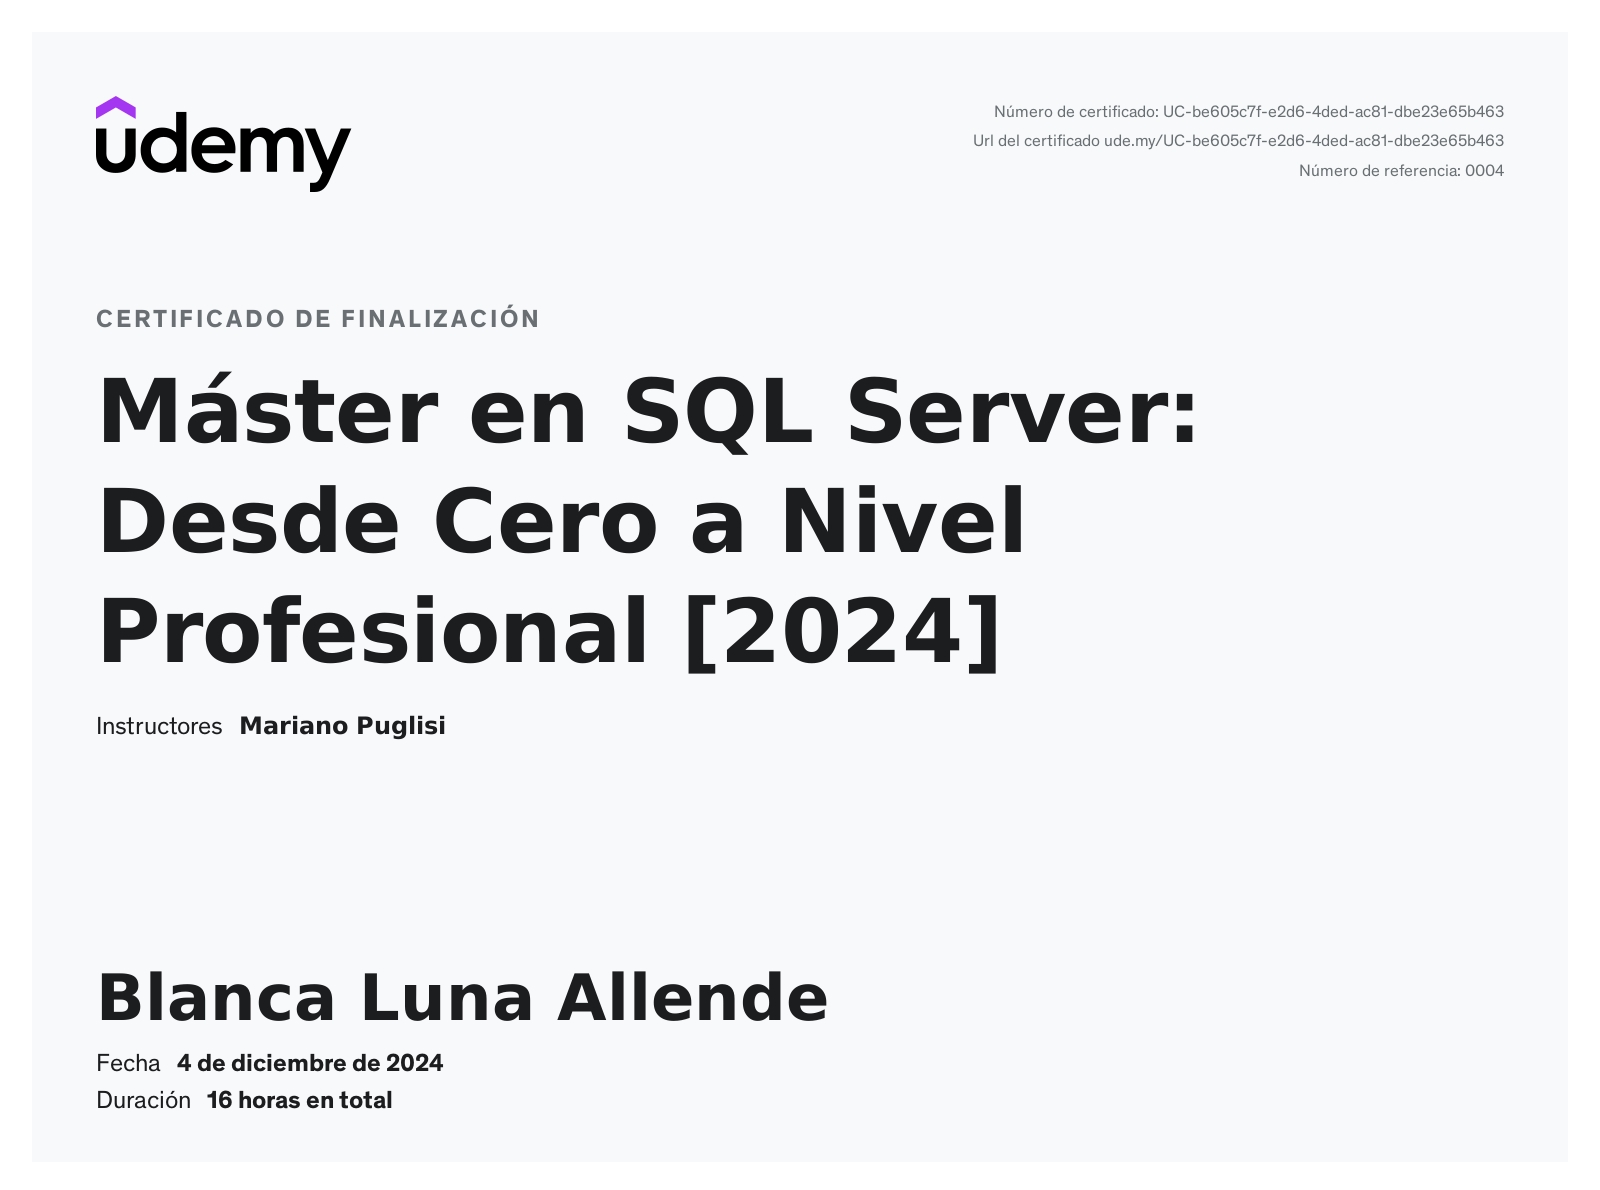 udemy
Número de certificado: UC-be605c7f-e2d6-4ded-ac81-dbe23e65b463
Url del certificado ude.my/UC-be605c7f-e2d6-4ded-ac81-dbe23e65b463
Número de referencia: 0004
CERTIFICADO DE FINALIZACIÓN
Máster en SQL Server:
Desde Cero a Nivel
Profesional [2024]
Instructores Mariano Puglisi
Blanca Luna Allende
Fecha 4 de diciembre de 2024
Duración 16 horas en total